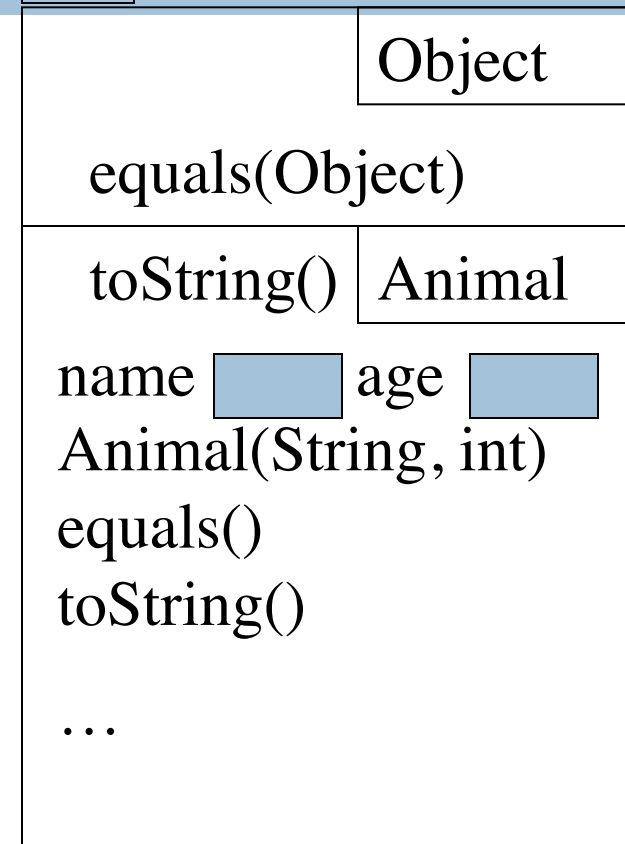 Object
equals(Object)
toString() Animal
name age
Animal(String, int)
equals()
toString()
…